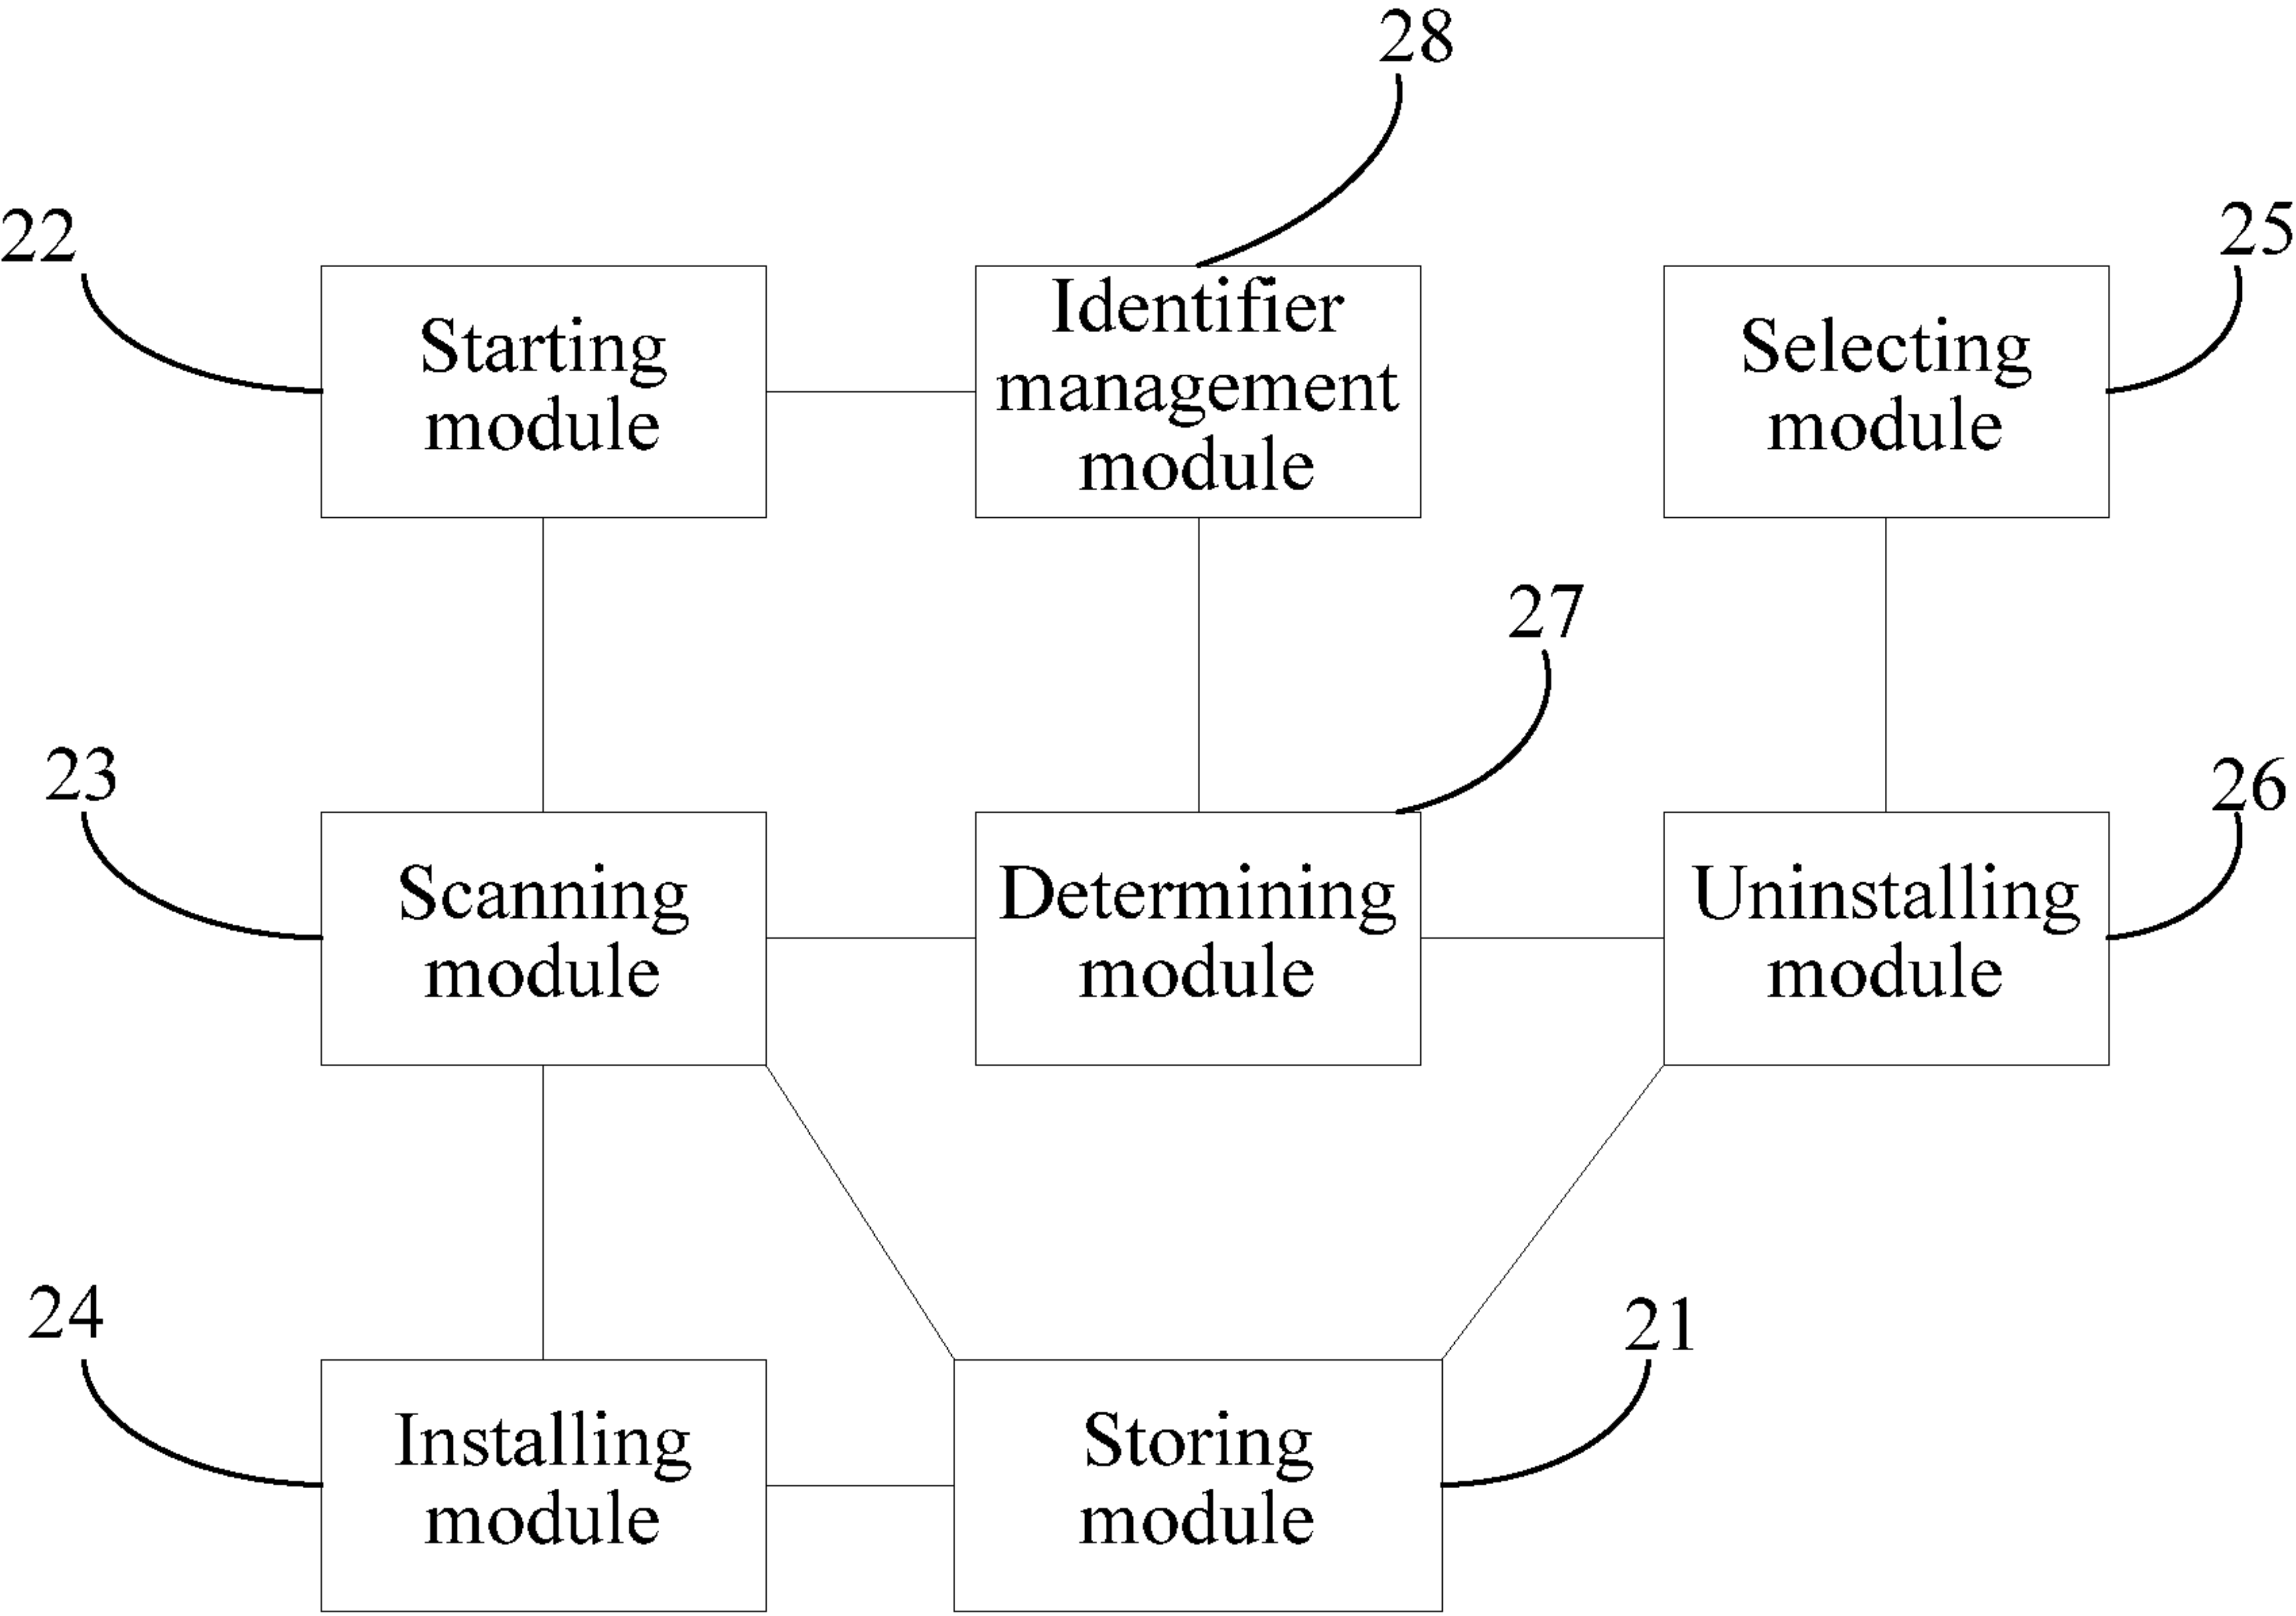 28
22
25
Starting
module
Identifier
management
module
Selecting
module
27
23
26
Scanning
module
Determining
module
Uninstalling
module
24
21
Installing
module
Storing
module